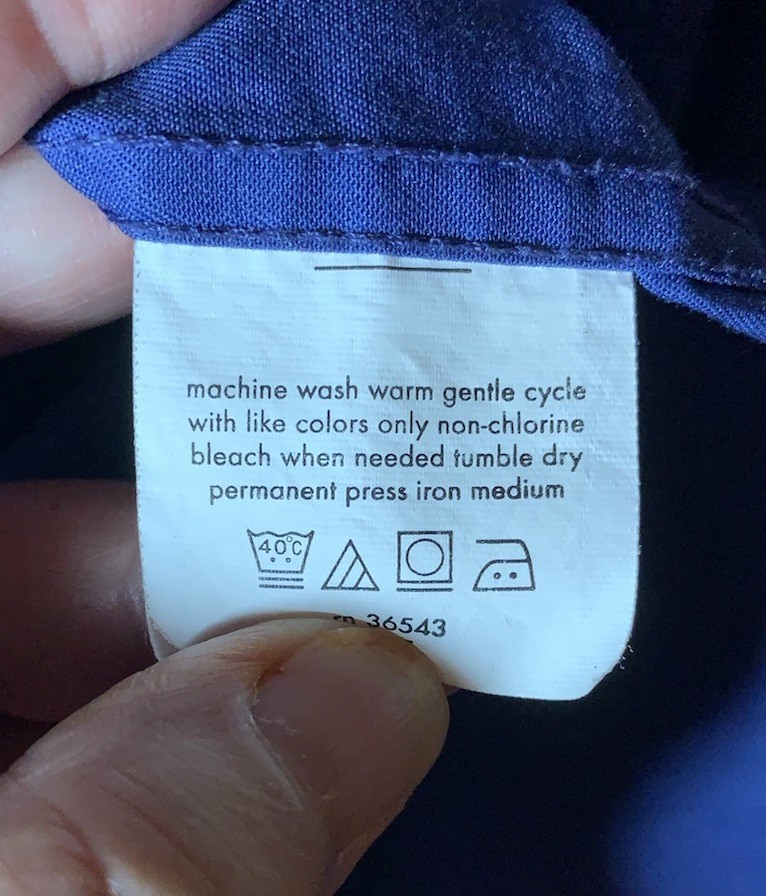 machine wash warm gentle cycle
with like colors only non-chlorine
bleach when needed tumble dry
permanent press iron medium
40°C
36543